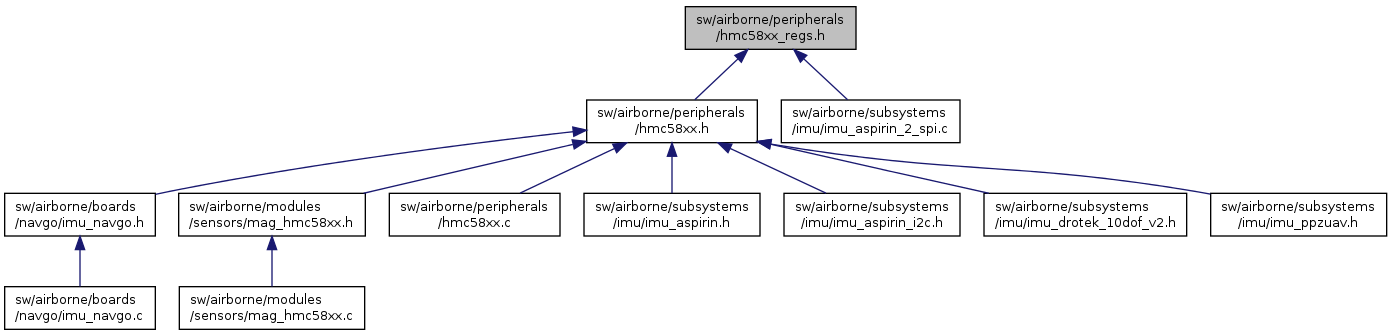 sw/airborne/peripherals
/hmc58xx_regs.h
sw/airborne/peripherals
/hmc58xx.h
sw/airborne/subsystems
/imu/imu_aspirin_2_spi.c
sw/airborne/boards
/navgo/imu_navgo.h
sw/airborne/modules
/sensors/mag_hmc58xx.h
sw/airborne/peripherals
/hmc58xx.c
sw/airborne/subsystems
/imu/imu_aspirin.h
sw/airborne/subsystems
/imu/imu_aspirin_i2c.h
sw/airborne/subsystems
/imu/imu_drotek_10dof_v2.h
sw/airborne/subsystems
/imu/imu_ppzuav.h
sw/airborne/boards
/navgo/imu_navgo.c
sw/airborne/modules
/sensors/mag_hmc58xx.c